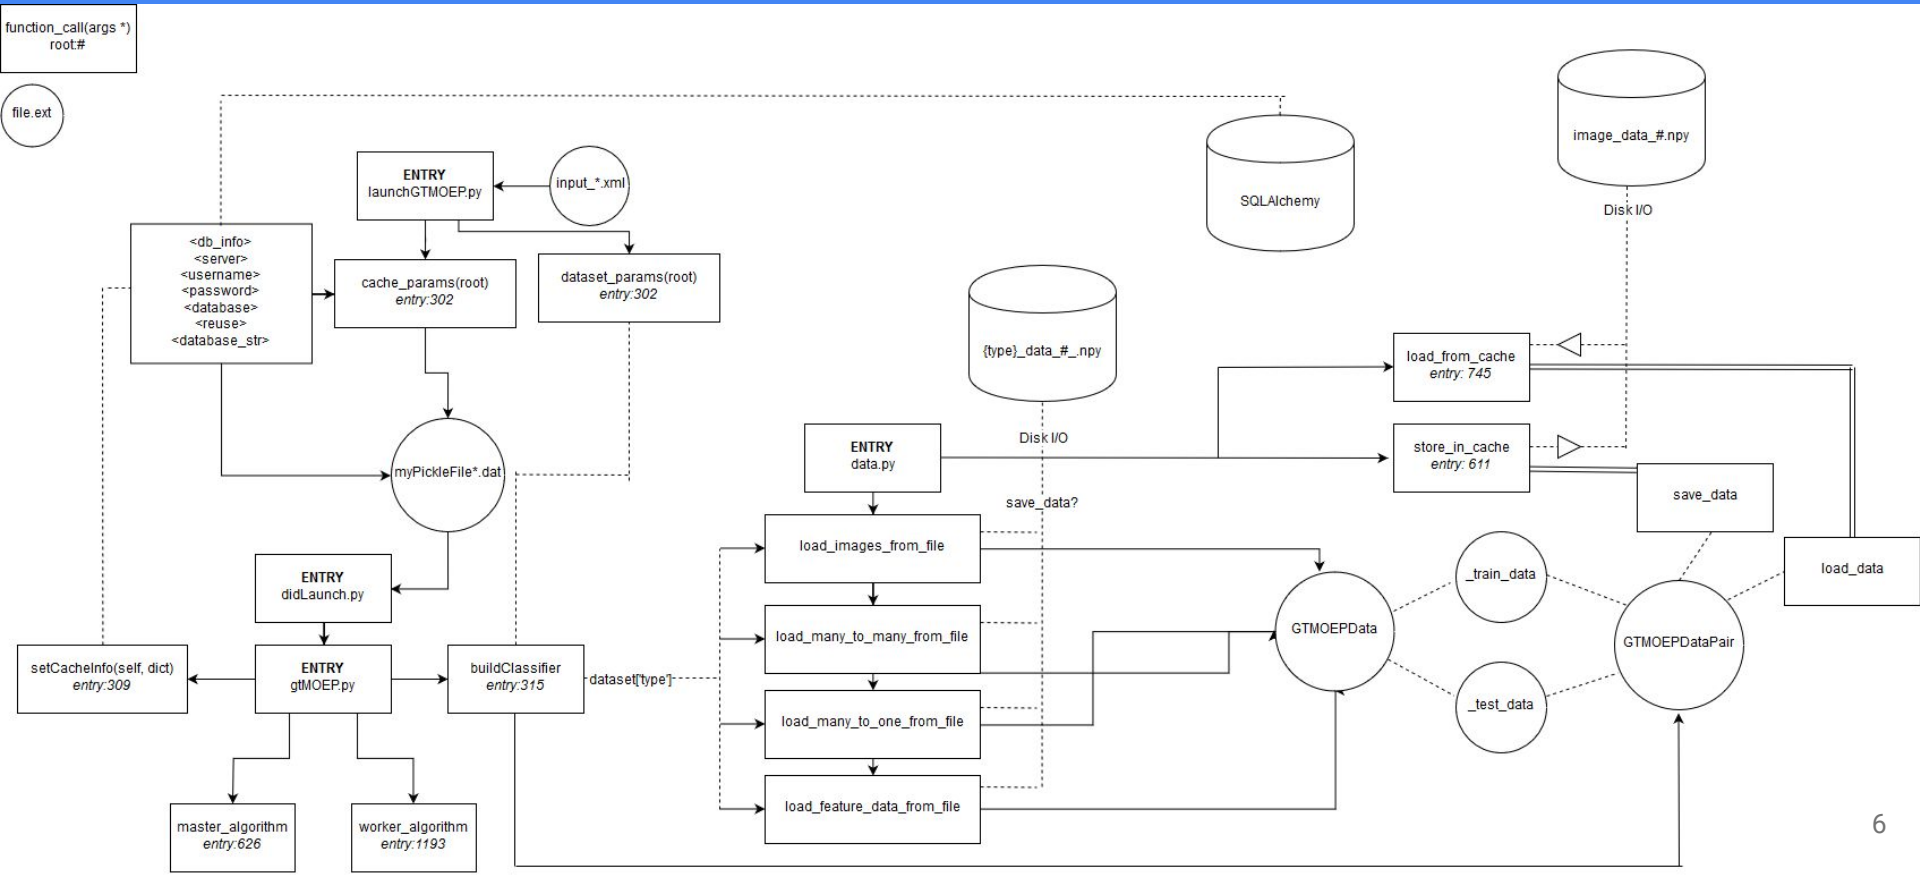 function_call(args *)
root:#
file.ext
image_data_#.npy
Disk I/O
SQLAlchemy
ENTRY
launchGTMOEP.py
input_*.xml
<db_info>
<server>
<username>
<password>
<database>
<reuse>
<database_str>
cache_params(root)
entry:302
dataset_params(root)
entry:302
{type}_data_#_.npy
Disk I/O
load_from_cache
entry: 745
ENTRY
data.py
store_in_cache
entry: 611
myPickleFile*.dat
save_data?
save_data
load_images_from_file
_train_data
load_data
ENTRY
didLaunch.py
load_many_to_many_from_file
GTMOEPData
GTMOEPDataPair
setCacheInfo(self, dict)
entry:309
ENTRY
gtMOEP.py
buildClassifier
entry:315
dataset['type']
load_many_to_one_from_file
_test_data
load_feature_data_from_file
master_algorithm
entry:626
worker_algorithm
entry:1193
6